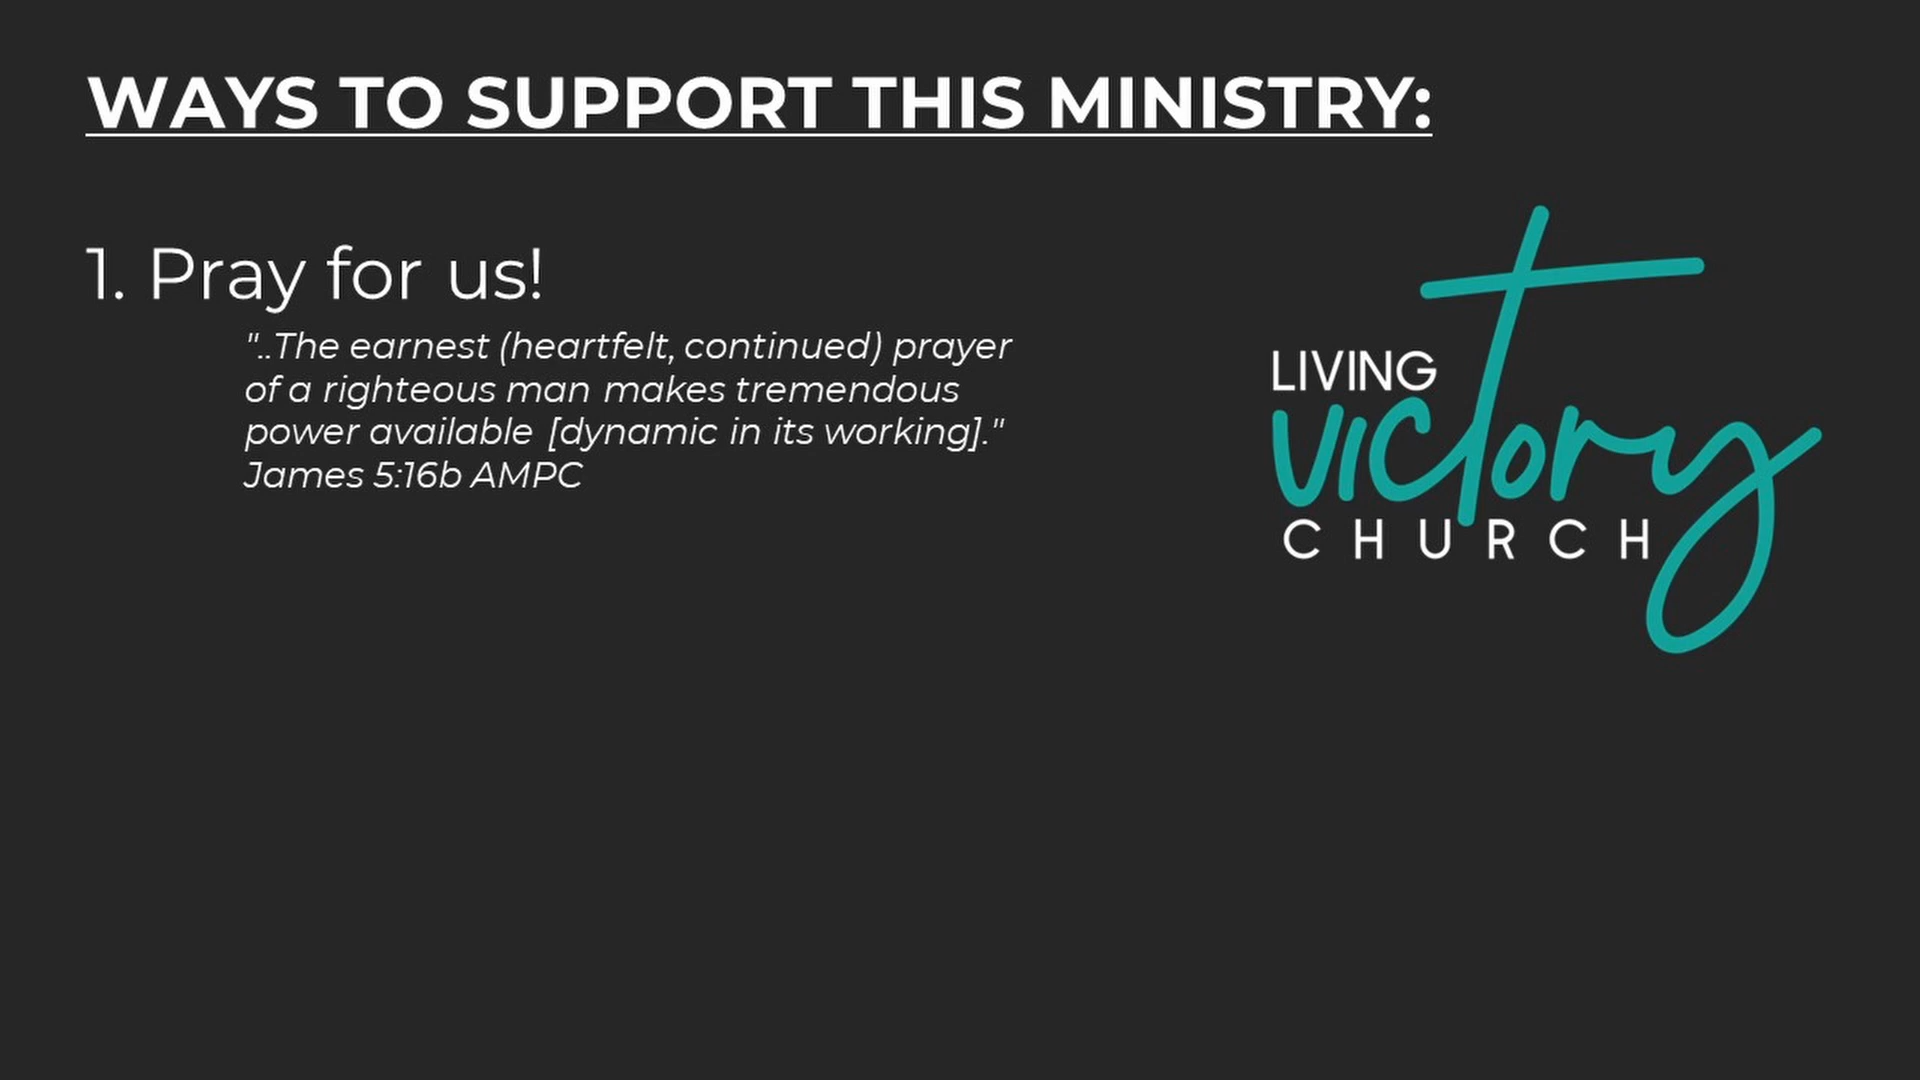 WAYS TO SUPPORT THIS MINISTRY:
1. Pray for us!
"..The earnest (heartfelt, continued) prayer
of a righteous man makes tremendous
power available [dynamic in its working]."
James 5:16b AMPC
LIVING
victory
CHURCH